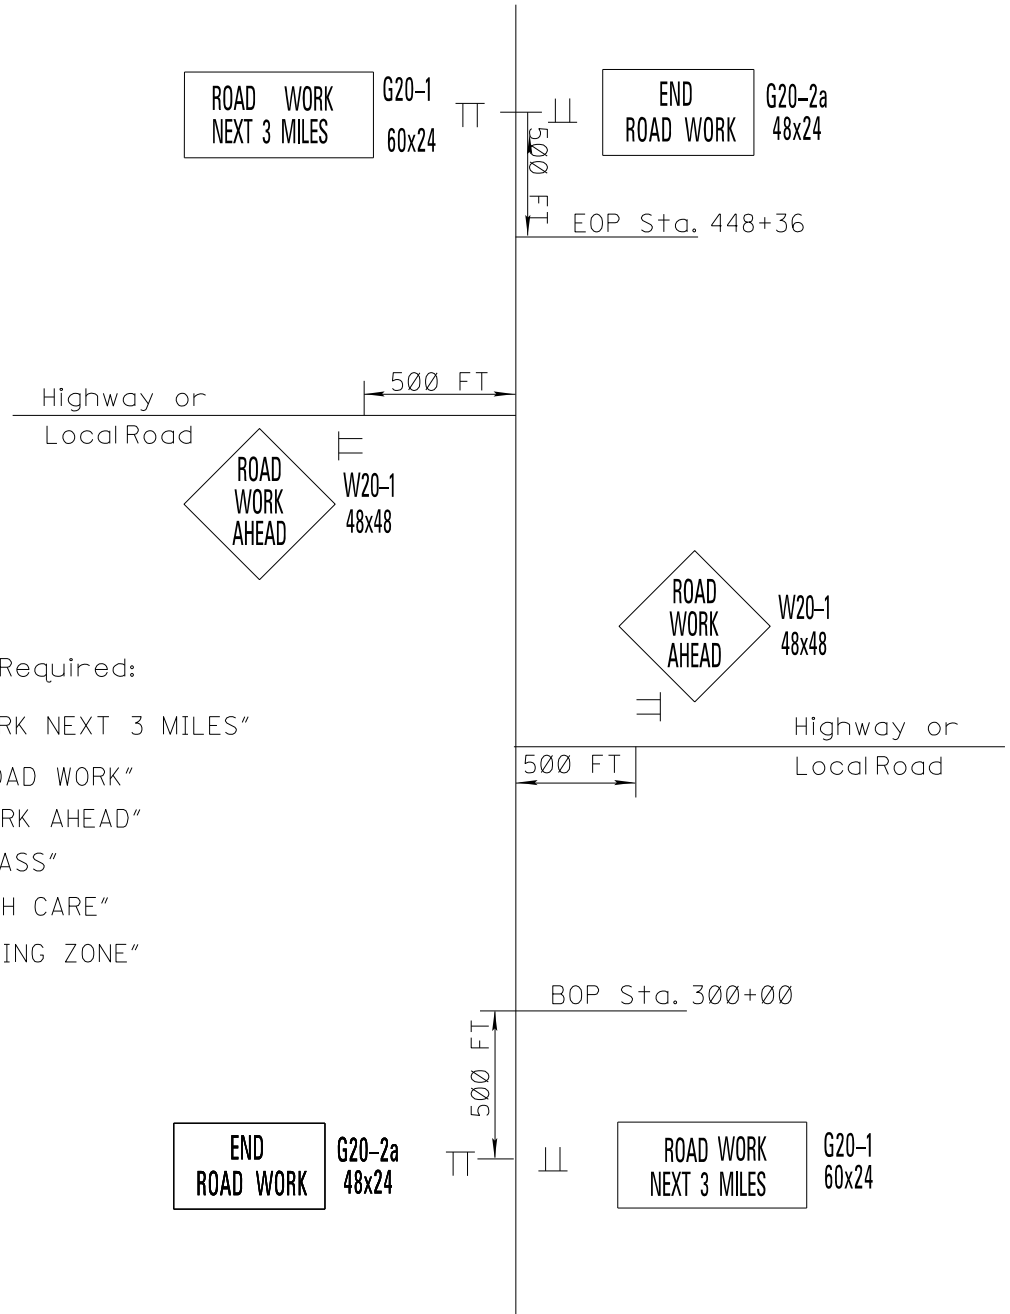 ROAD WORK
NEXT 3 MILES
G20-1
60x24
END
ROAD WORK
G20-2a
48x24
500 FT
EOP Sta. 448+36
500 FT
Highway or
Local Road
ROAD
WORK
AHEAD
W20-1
48x48
ROAD
WORK
AHEAD
W20-1
48x48
Required:
RK NEXT 3 MILES"
OAD WORK"
RK AHEAD"
ASS"
H CARE"
ING ZONE"
Highway or
Local Road
500 FT
BOP Sta. 300+00
500 FT
END
ROAD WORK
G20-2a
48x24
ROAD WORK
NEXT 3 MILES
G20-1
60x24